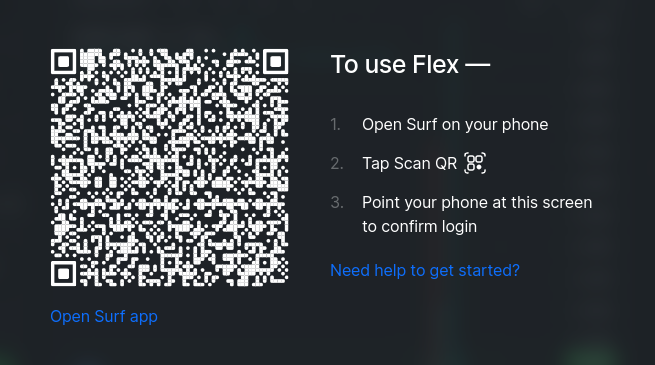 To use Flex —
1. Open Surf on your phone
2. Tap Scan QR
3. Point your phone at this screen
to confirm login
Need help to get started?
Open Surf app